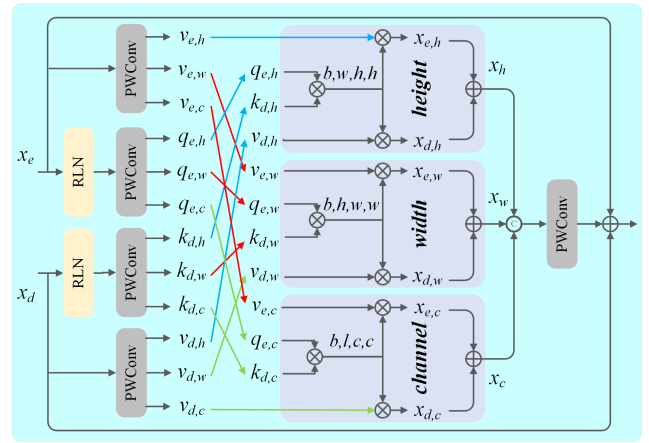 x_e
x_d
RLN
RLN
PWConv
PWConv
PWConv
PWConv
v_{e,h}
v_{e,w}
v_{e,c}
q_{e,h}
q_{e,w}
q_{e,c}
k_{d,h}
k_{d,w}
k_{d,c}
v_{d,h}
v_{d,w}
v_{d,c}
q_{e,h}
k_{d,h}
v_{d,h}
b,w,h,h
x_{e,h}
height
x_{d,h}
x_h
v_{e,w}
q_{e,w}
k_{d,w}
v_{d,w}
b,h,w,w
x_{e,w}
width
x_{d,w}
x_w
v_{e,c}
q_{e,c}
k_{d,c}
b,l,c,c
x_{e,c}
channel
x_{d,c}
x_c
C
PWConv